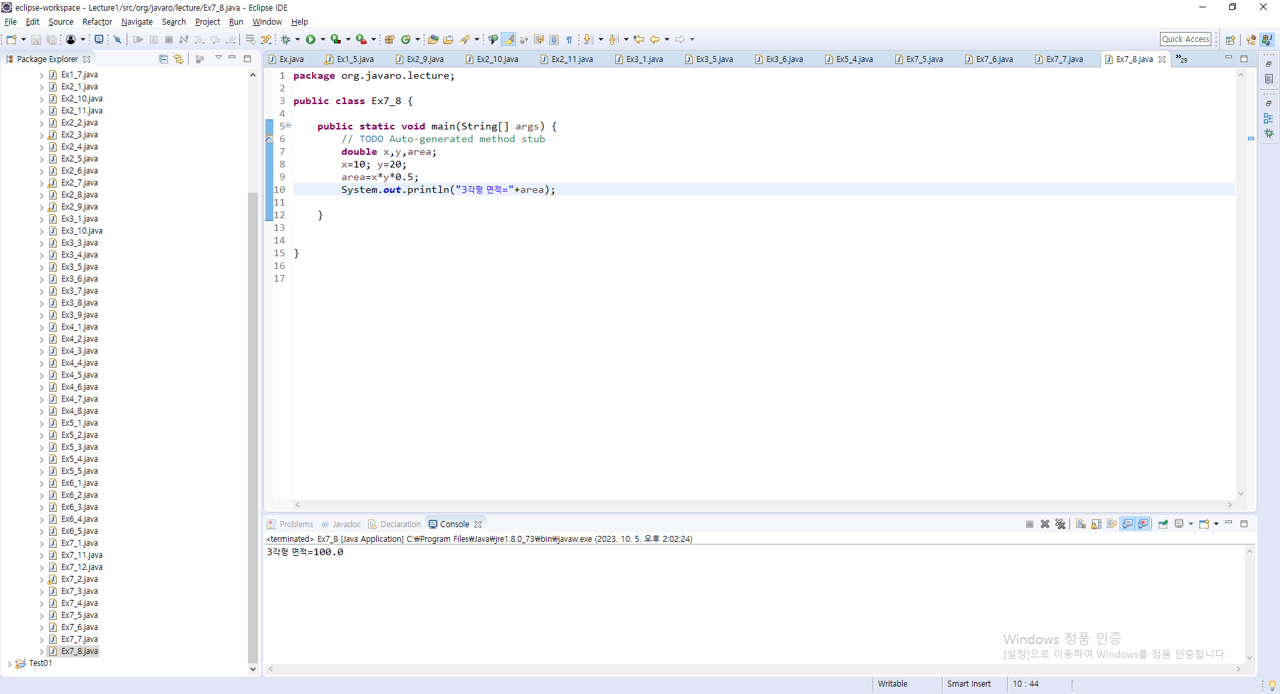 eclipse-workspace - Lecture1/src/org/javaro/lecture/Ex7_8.java - Eclipse IDE
File Edit Source Refactor Navigate Search Project Run Window Help
Quick Access
Package Explorer
Ex.java Ex1_5.java Ex2_9.java Ex2_10.java Ex2_11.java Ex3_1.java Ex3_5.java Ex3_6.java Ex5_4.java Ex7_5.java Ex7_6.java Ex7_7.java Ex7_8.java »29
Ex1_7.java
Ex2_1.java
Ex2_10.java
Ex2_11.java
Ex2_2.java
Ex2_3.java
Ex2_4.java
Ex2_5.java
Ex2_6.java
Ex2_7.java
Ex2_8.java
Ex2_9.java
Ex3_1.java
Ex3_10.java
Ex3_3.java
Ex3_4.java
Ex3_5.java
Ex3_6.java
Ex3_7.java
Ex3_8.java
Ex3_9.java
Ex4_1.java
Ex4_2.java
Ex4_3.java
Ex4_4.java
Ex4_5.java
Ex4_6.java
Ex4_7.java
Ex4_8.java
Ex5_1.java
Ex5_2.java
Ex5_3.java
Ex5_4.java
Ex5_5.java
Ex6_1.java
Ex6_2.java
Ex6_3.java
Ex6_4.java
Ex6_5.java
Ex7_1.java
Ex7_11.java
Ex7_12.java
Ex7_2.java
Ex7_3.java
Ex7_4.java
Ex7_5.java
Ex7_6.java
Ex7_7.java
Ex7_8.java
Test01
1 package org.javaro.lecture;
2
3 public class Ex7_8 {
4
5 public static void main(String[] args) {
6 // TODO Auto-generated method stub
7 double x,y,area;
8 x=10; y=20;
9 area=x*y*0.5;
10 System.out.println("3각형 면적="+area);
11
12 }
13
14
15 }
16
17
Problems Javadoc Declaration Console
<terminated> Ex7_8 [Java Application] C:₩Program Files₩Java₩jre1.8.0_73₩bin₩javaw.exe (2023. 10. 5. 오후 2:02:24)
3각형 면적=100.0
Windows 정품 인증
[설정]으로 이동하여 Windows를 정품 인증합니다.
Writable Smart Insert 10 : 44